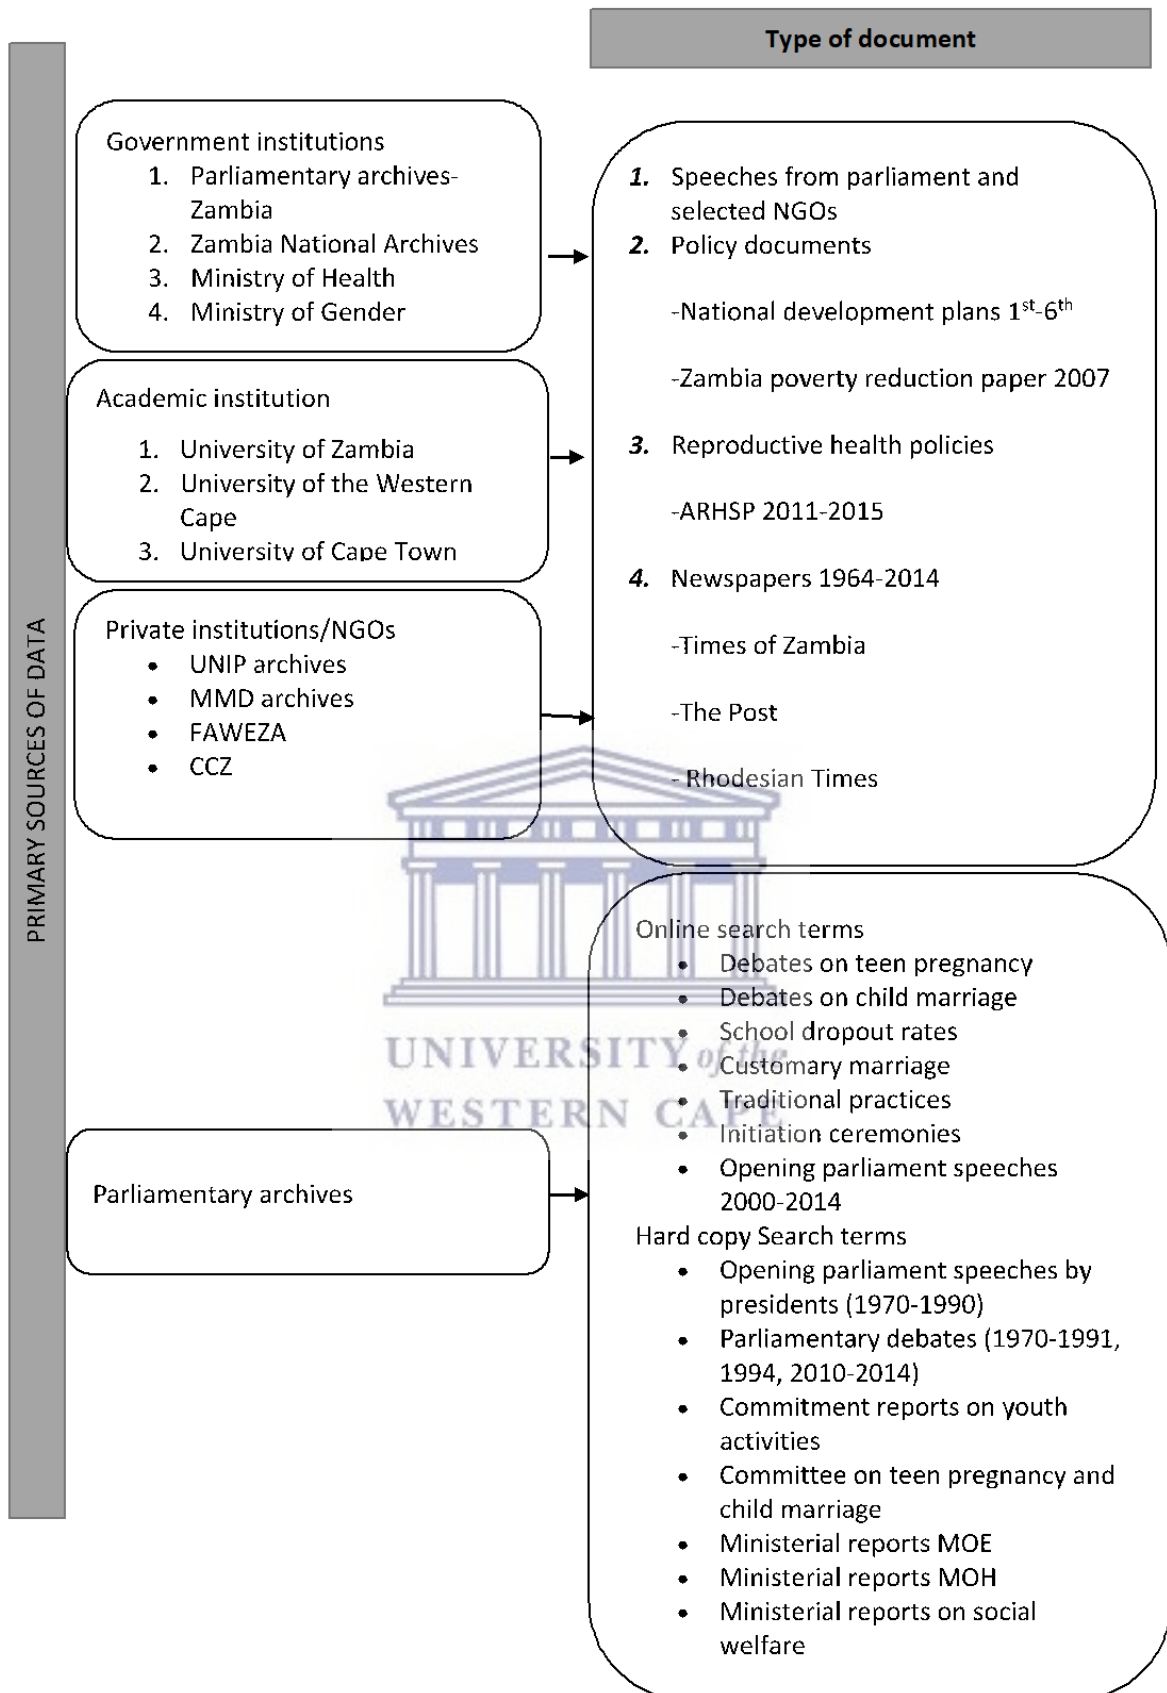 Type of document
PRIMARY SOURCES OF DATA
Government institutions
1. Parliamentary archives-
Zambia
2. Zambia National Archives
3. Ministry of Health
4. Ministry of Gender
Academic institution
1. University of Zambia
2. University of the Western
Cape
3. University of Cape Town
Private institutions/NGOs
• UNIP archives
• MMD archives
• FAWEZA
• CCZ
Parliamentary archives
1. Speeches from parliament and
selected NGOs
2. Policy documents
-National development plans 1st-6th
-Zambia poverty reduction paper 2007
3. Reproductive health policies
-ARHSP 2011-2015
4. Newspapers 1964-2014
-Times of Zambia
-The Post
- Rhodesian Times
Online search terms
• Debates on teen pregnancy
• Debates on child marriage
• School dropout rates
• Customary marriage
• Traditional practices
• Initiation ceremonies
• Opening parliament speeches
2000-2014
Hard copy Search terms
• Opening parliament speeches by
presidents (1970-1990)
• Parliamentary debates (1970-1991,
1994, 2010-2014)
• Commitment reports on youth
activities
• Committee on teen pregnancy and
child marriage
• Ministerial reports MOE
• Ministerial reports MOH
• Ministerial reports on social
welfare
UNIVERSITY of the
WESTERN CAPE